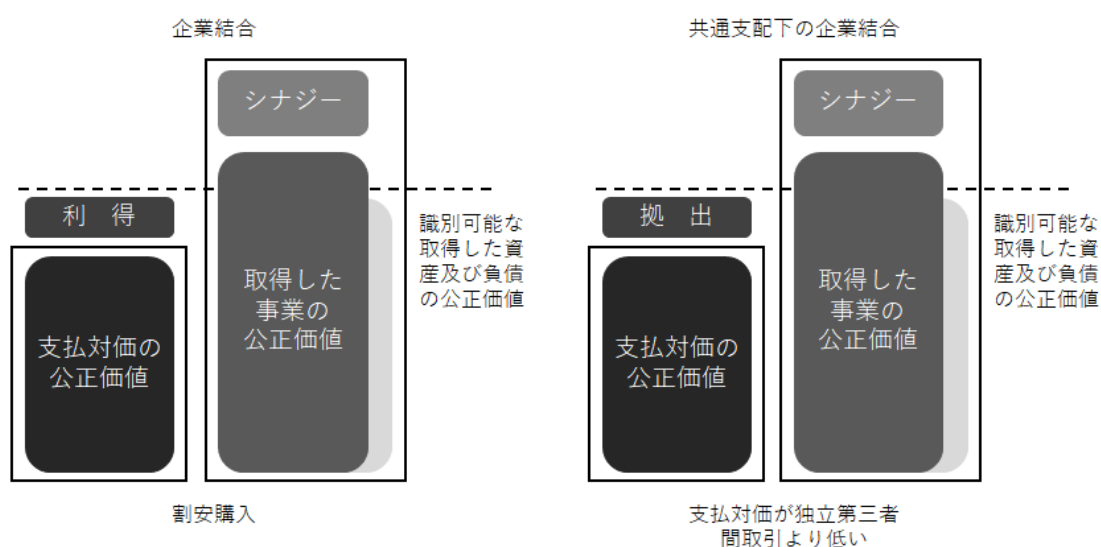 企業結合
シナジー
利　得
取得した
事業の
公正価値
支払対価の
公正価値
識別可能な
取得した資
産及び負債
の公正価値
割安購入
共通支配下の企業結合
シナジー
拠　出
取得した
事業の
公正価値
支払対価の
公正価値
識別可能な
取得した資
産及び負債
の公正価値
支払対価が独立第三者
間取引より低い